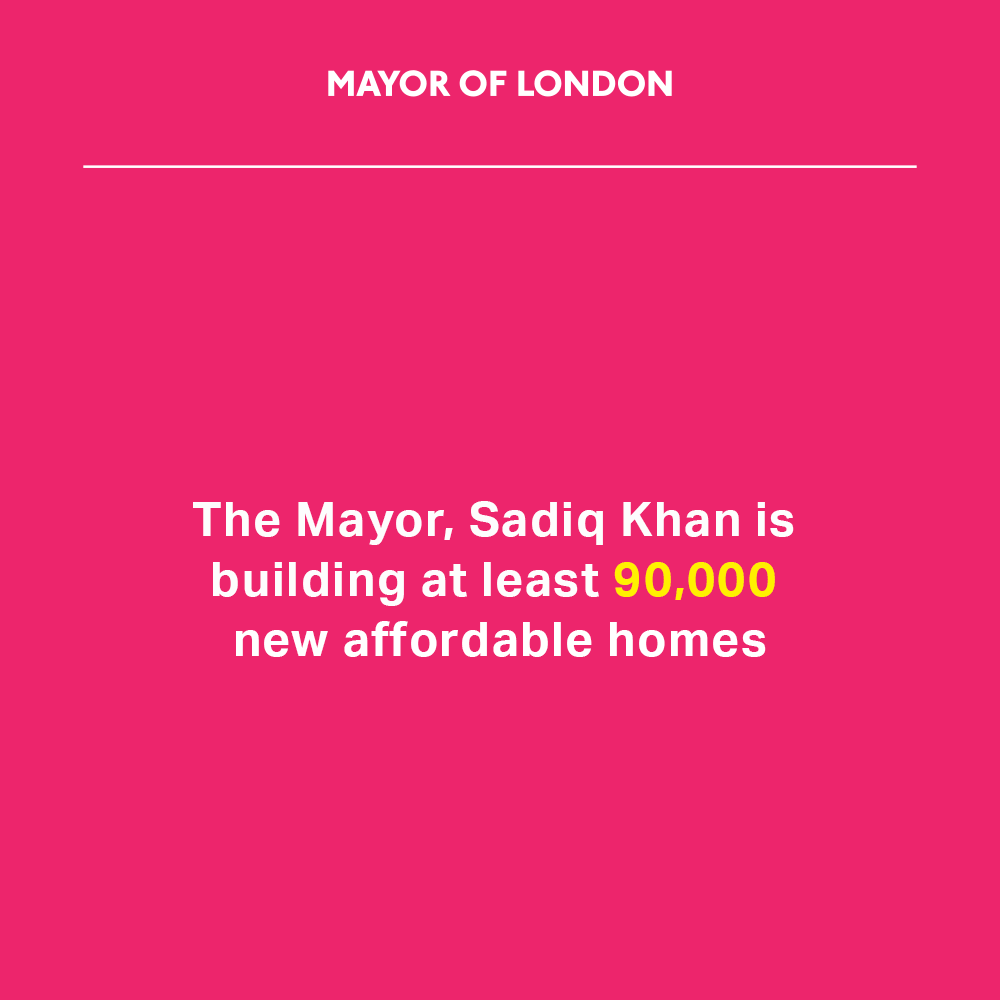 MAYOR OF LONDON
The Mayor, Sadiq Khan is
building at least 90,000
new affordable homes